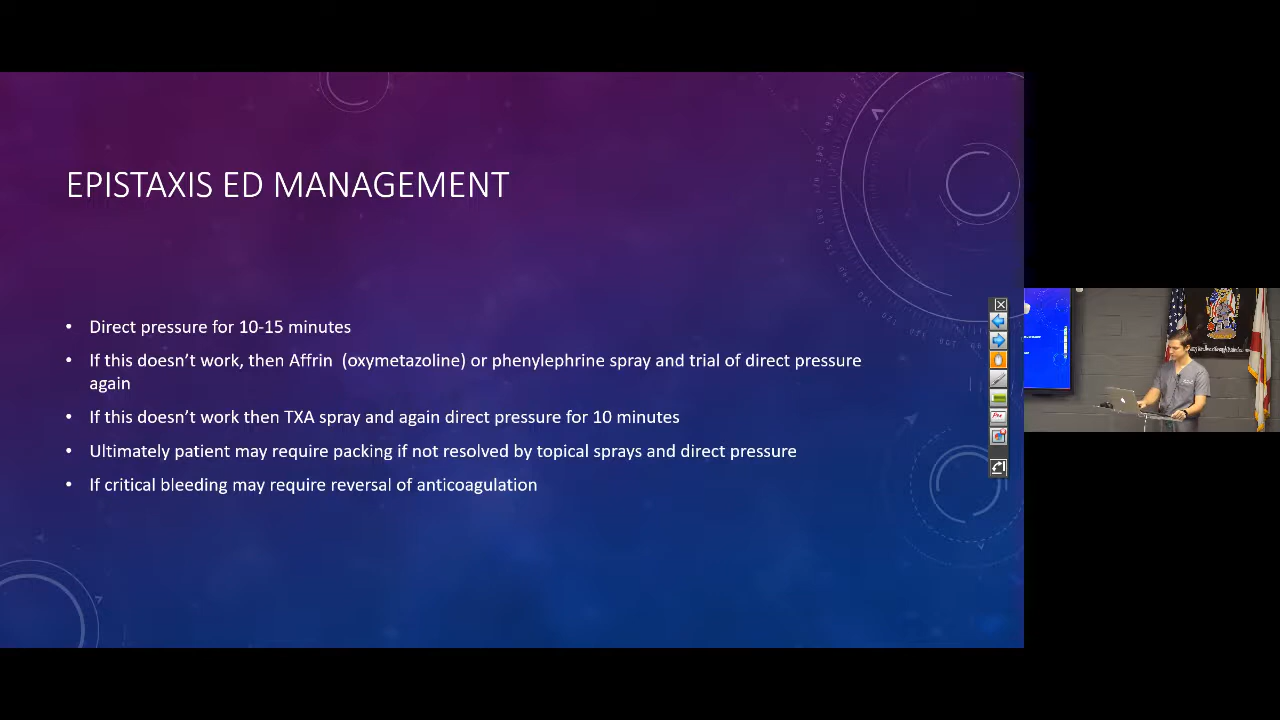 EPISTAXIS ED MANAGEMENT
• Direct pressure for 10-15 minutes
• If this doesn’t work, then Affrin (oxymetazoline) or phenylephrine spray and trial of direct pressure
again
• If this doesn’t work then TXA spray and again direct pressure for 10 minutes
• Ultimately patient may require packing if not resolved by topical sprays and direct pressure
• If critical bleeding may require reversal of anticoagulation